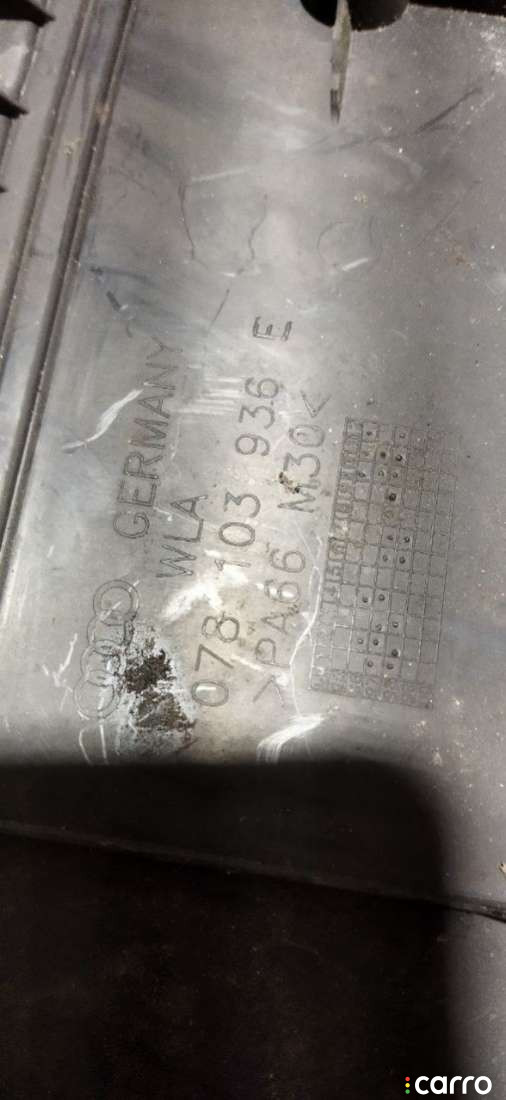 GERMANY
WLA
078 103 936 E
>PA66 M30<
carro